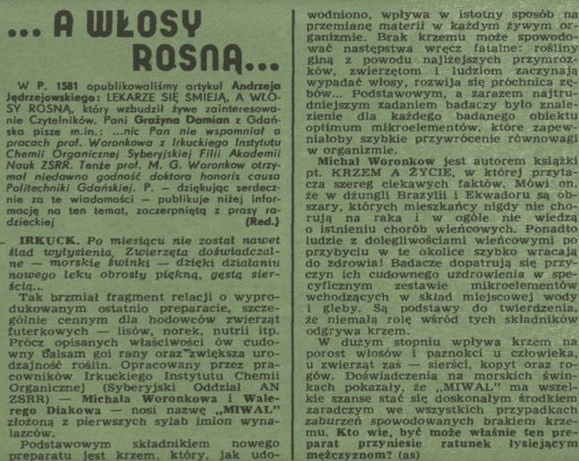 ... A WŁOSY
ROSNĄ...
W P. 1581 opublikowaliśmy artykuł Andrzeja
Jędrzejowskiego: LEKARZE SIĘ ŚMIEJĄ, A WŁO-
SY ROSNĄ, który wzbudził żywe zainteresowa-
nie Czytelników. Pani Grażyna Damian z Gdań-
ska pisze m.in.: ...nic Pan nie wspomniał o
pracach prof. Woronkowa z Irkuckiego Instytutu
Chemii Organicznej Syberyjskiej Filii Akademii
Nauk ZSRR. Tenże prof. M. G. Woronkow otrzy-
mał niedawno godność doktora honoris causa
Politechniki Gdańskiej. P. — dziękując serdecz-
nie za te wiadomości — publikuje niżej infor-
mację na ten temat, zaczerpniętą z prasy ra-
dzieckiej (Red.)
IRKUCK. Po miesiącu nie został nawet
ślad wyłysienia. Zwierzęta doświadczal-
ne — morskie świnki — dzięki działaniu
nowego leku obrosły piękną, gęstą sier-
ścią...
Tak brzmiał fragment relacji o wypro-
dukowanym ostatnio preparacie, szcze-
gólnie cennym dla hodowców zwierząt
futerkowych — lisów, norek, nutrii itp.
Prócz opisanych właściwości ów cudo-
wny balsam goi rany oraz zwiększa uro-
dzajność roślin. Opracowany przez pra-
cowników Irkuckiego Instytutu Chemii
Organicznej (Syberyjski Oddział AN
ZSRR) — Michała Woronkowa i Wale-
rego Diakowa — nosi nazwę „MIWAL”
złożoną z pierwszych sylab imion wyna-
lazców.
Podstawowym składnikiem nowego
preparatu jest krzem, który, jak udo-
wodniono, wpływa w istotny sposób na
przemianę materii w każdym żywym or-
ganizmie. Brak krzemu może spowodo-
wać następstwa wręcz fatalne: rośliny
giną z powodu najlżejszych przymroz-
ków, zwierzętom i ludziom zaczynają
wypadać włosy, rozwija się próchnica zę-
bów... Podstawowym, a zarazem najtru-
dniejszym zadaniem badaczy było znale-
zienie dla każdego badanego obiektu
optimum mikroelementów, które zapew-
niałoby szybkie przywrócenie równowagi
w organizmie.
Michał Woronkow jest autorem książki
pt. KRZEM A ŻYCIE, w której przyta-
cza szereg ciekawych faktów. Mówi on,
że w dżungli Brazylii i Ekwadoru są ob-
szary, których mieszkańcy nigdy nie cho-
rują na raka i w ogóle nie wiedzą
o istnieniu chorób wieńcowych. Ponadto
ludzie z dolegliwościami wieńcowymi po
przybyciu w te okolice szybko wracają
do zdrowia! Badacze dopatrują się przy-
czyn ich cudownego uzdrowienia w spe-
cyficznym zestawie mikroelementów
wchodzących w skład miejscowej wody
i gleby. Są podstawy do twierdzenia,
że niemałą rolę wśród tych składników
odgrywa krzem.
W dużym stopniu wpływa krzem na
porost włosów i paznokci u człowieka,
u zwierząt zaś — sierści, kopyt oraz ro-
gów. Doświadczenia na morskich świn-
kach pokazały, że „MIWAL” ma wszel-
kie szanse stać się doskonałym środkiem
zaradczym we wszystkich przypadkach
zaburzeń spowodowanych brakiem krze-
mu. Kto wie, być może właśnie ten pre-
parat przyniesie ratunek łysiejącym
mężczyznom? (as)